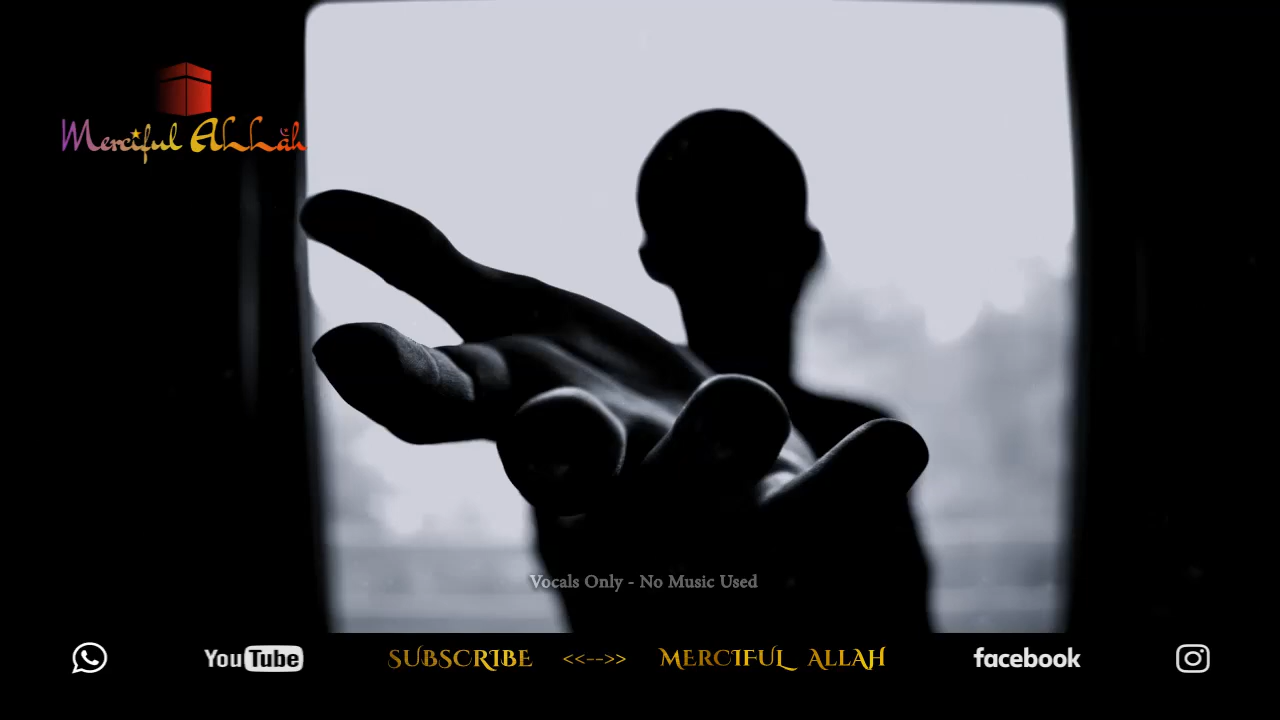 Merciful ALLah
Vocals Only - No Music Used
YouTube SUBSCRIBE <<-->> MERCIFUL ALLAH facebook